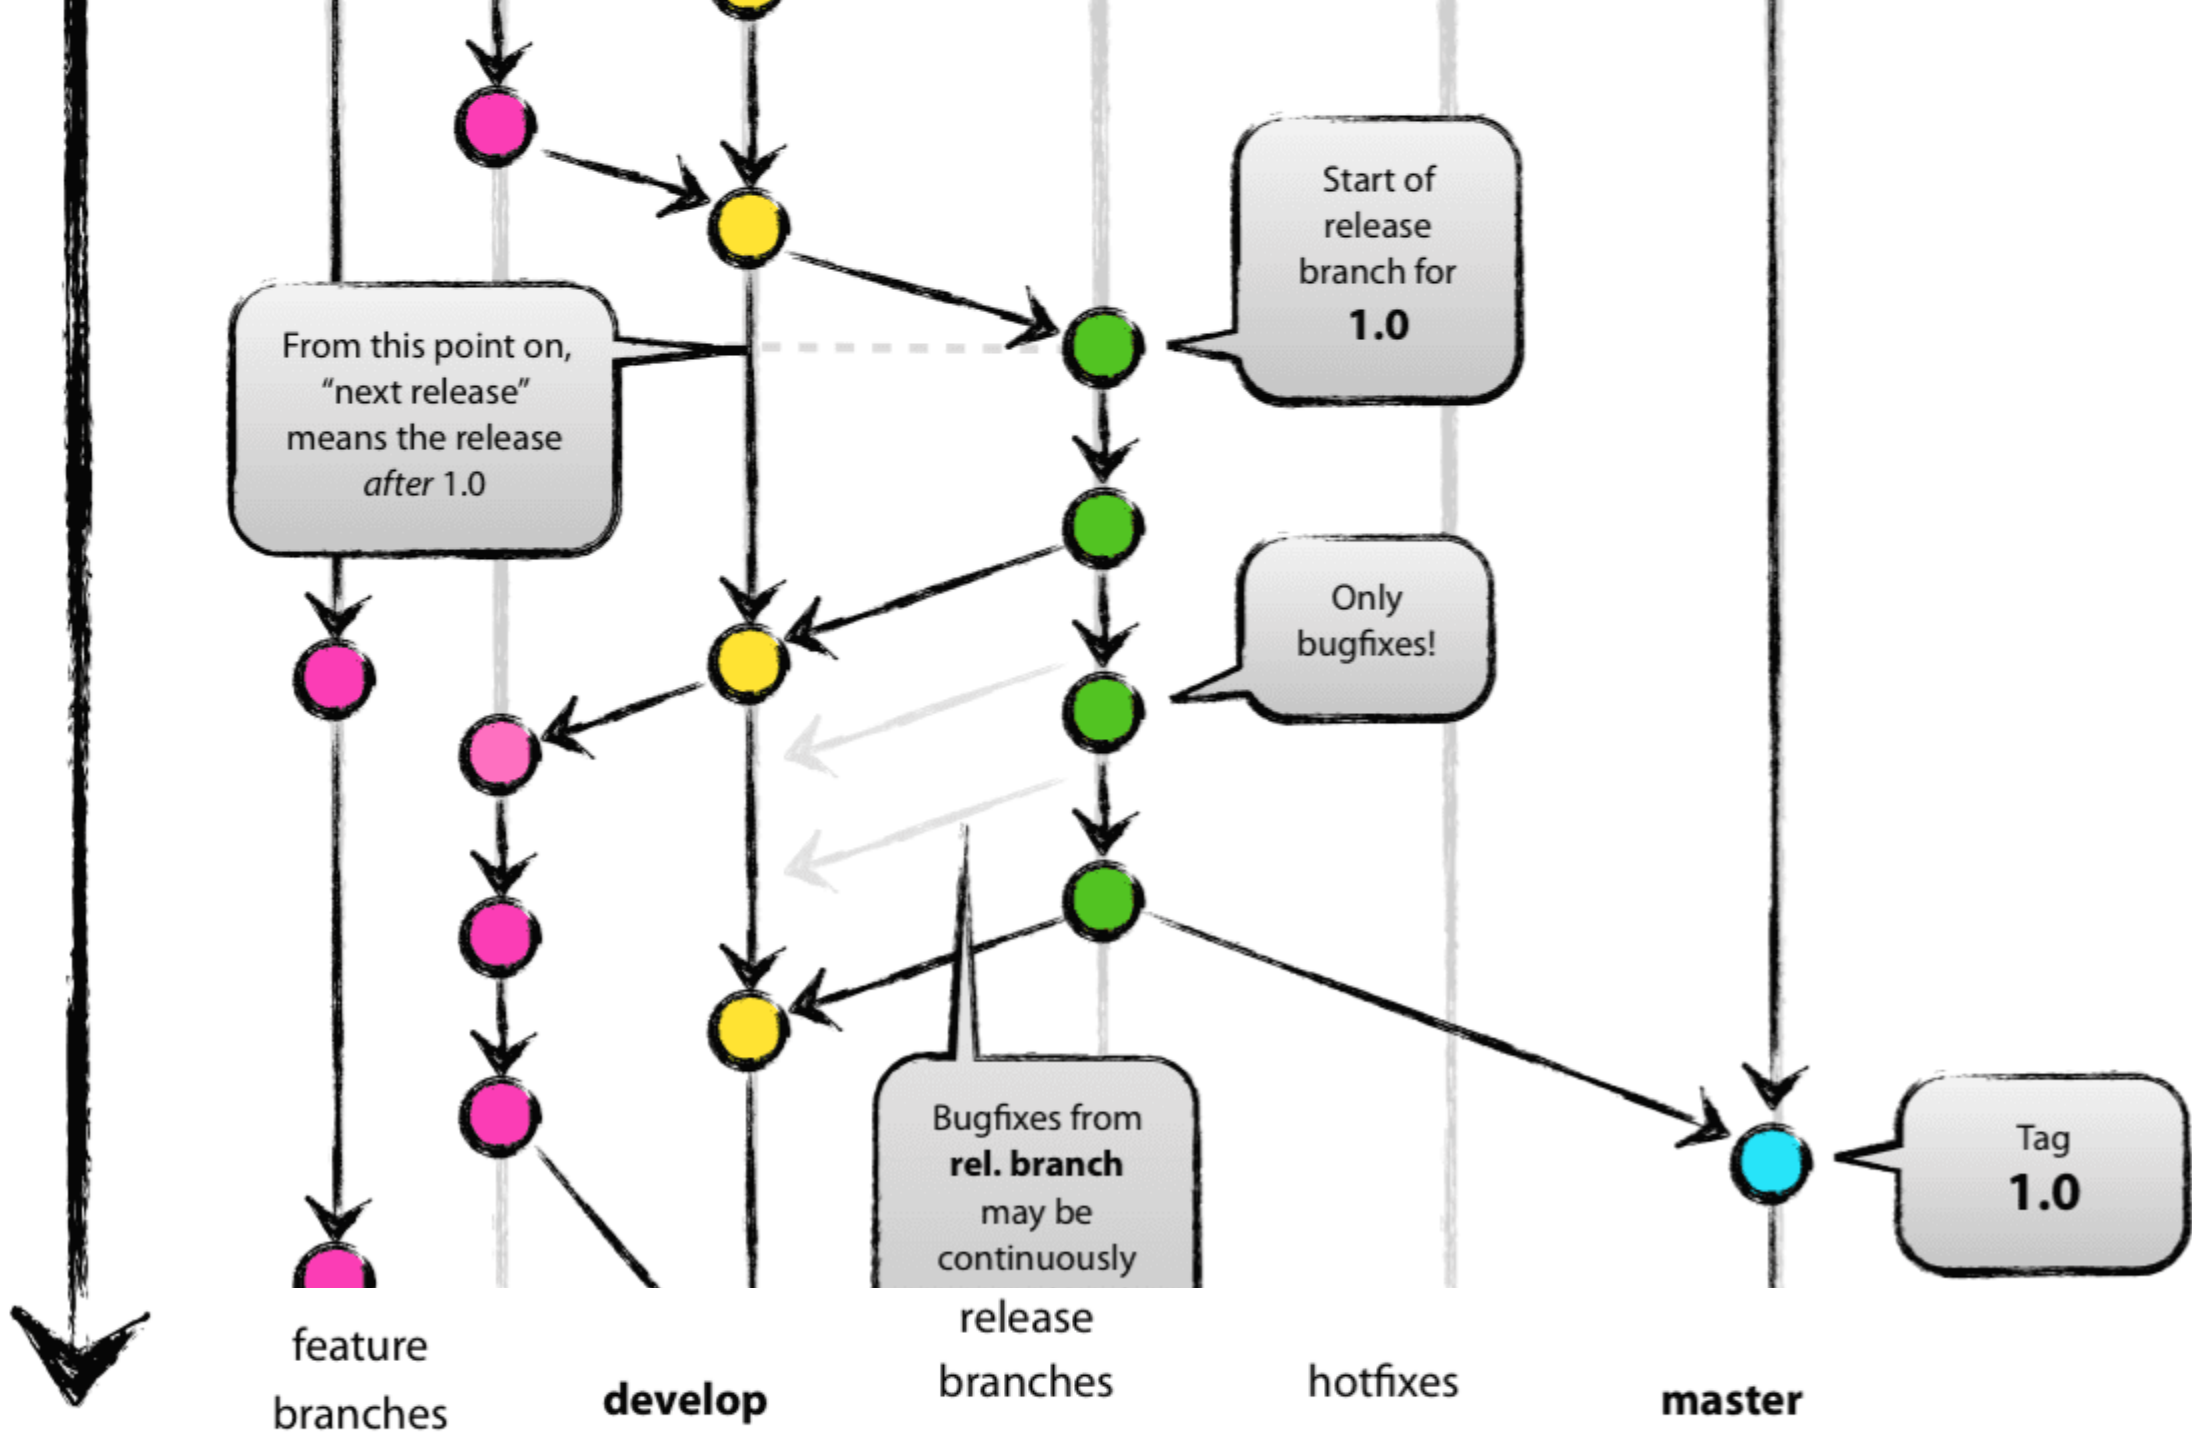 Start of
release
branch for
1.0
From this point on,
“next release”
means the release
after 1.0
Only
bugfixes!
Bugfixes from
rel. branch
may be
continuously
Tag
1.0
feature
branches
develop
release
branches
hotfixes
master